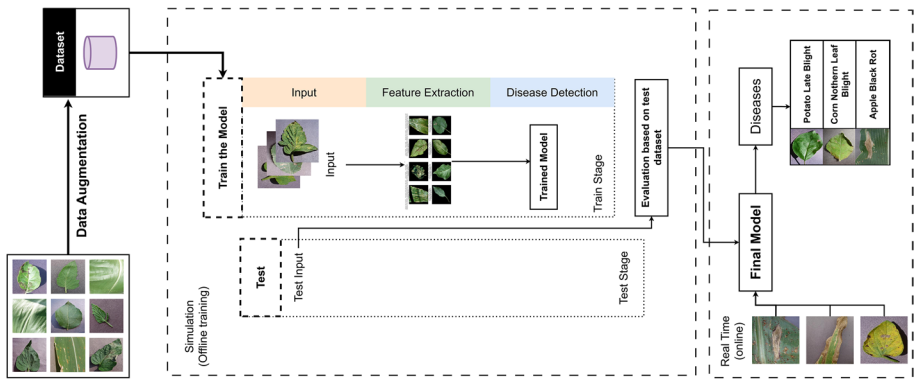 Dataset
Data Augmentation
Simulation
(Offline training)
Train the Model
Input
Feature Extraction
Disease Detection
Input
Trained Model
Train Stage
Test
Test Input
Test Stage
Evaluation based on test
dataset
Real Time
(online)
Final Model
Diseases
Potato Late Blight
Corn Nothern Leaf
Blight
Apple Black Rot